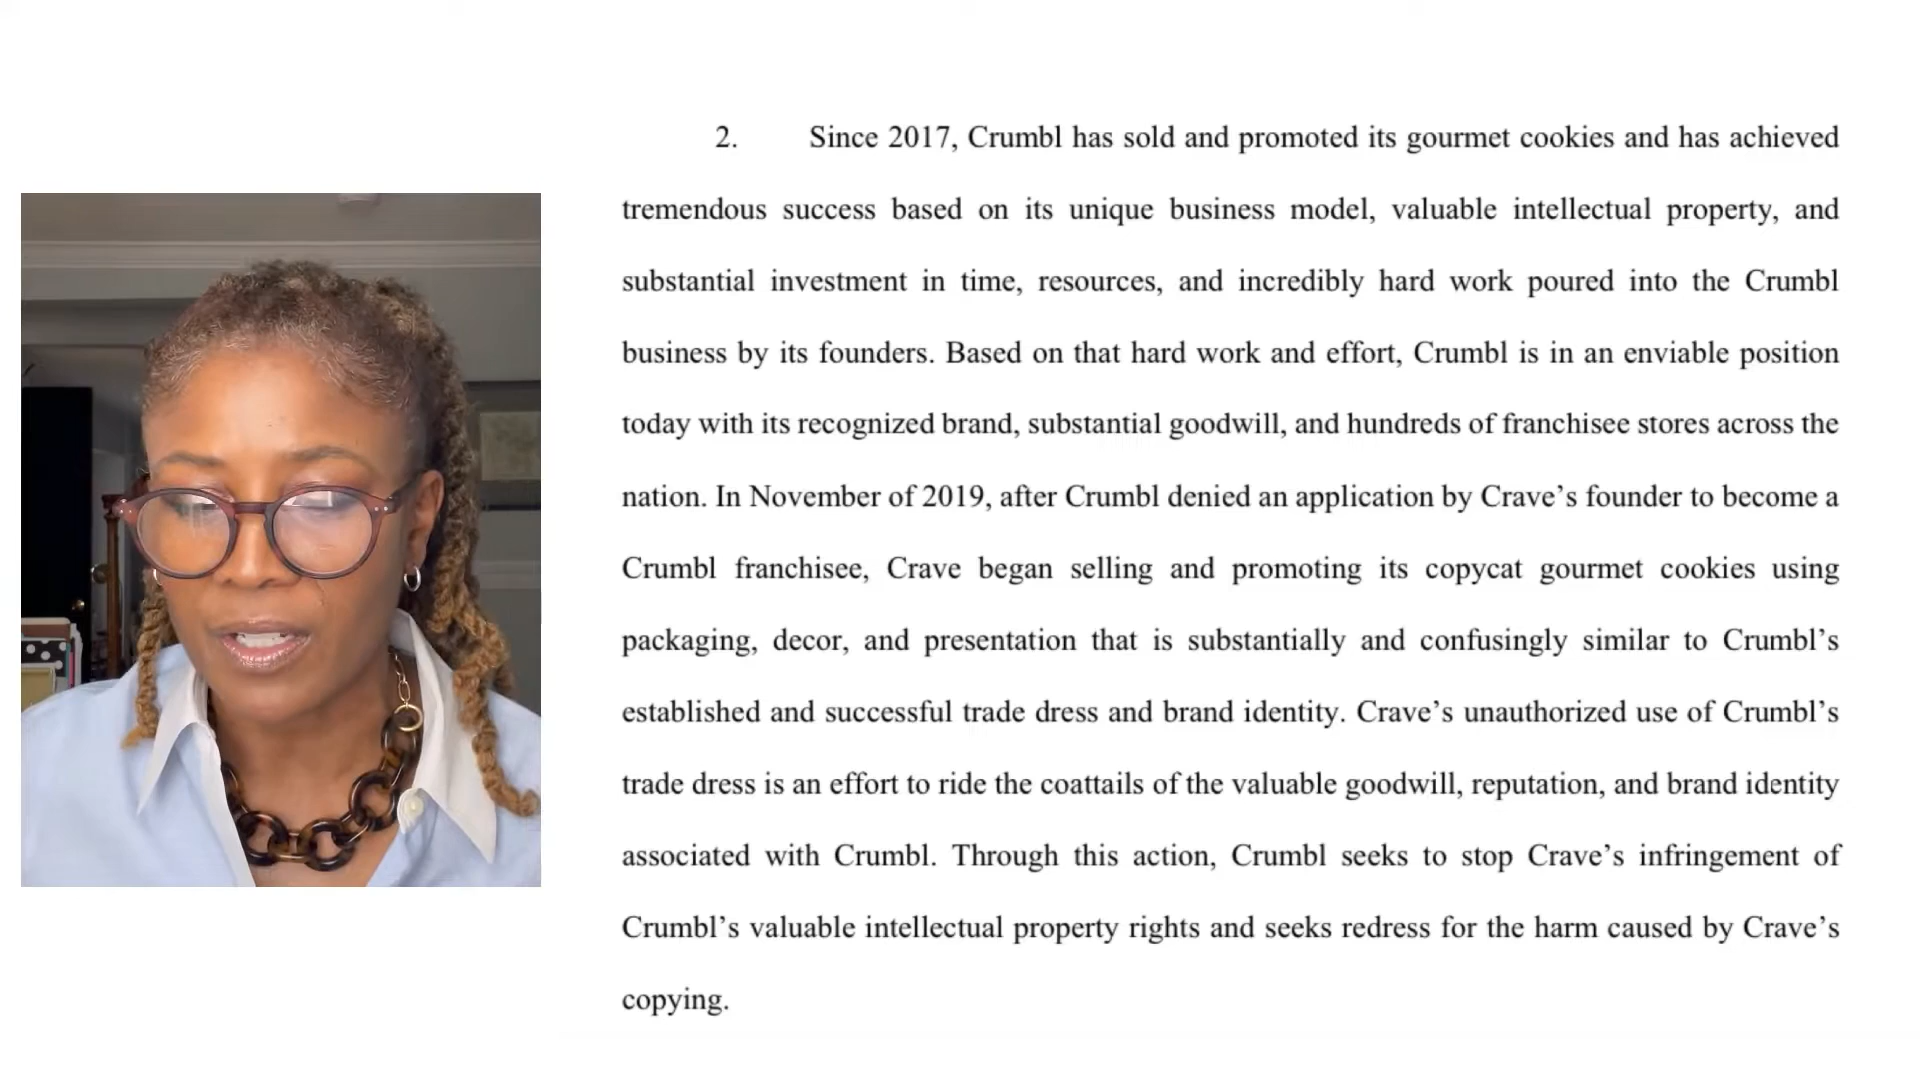 2. Since 2017, Crumbl has sold and promoted its gourmet cookies and has achieved
tremendous success based on its unique business model, valuable intellectual property, and
substantial investment in time, resources, and incredibly hard work poured into the Crumbl
business by its founders. Based on that hard work and effort, Crumbl is in an enviable position
today with its recognized brand, substantial goodwill, and hundreds of franchisee stores across the
nation. In November of 2019, after Crumbl denied an application by Crave’s founder to become a
Crumbl franchisee, Crave began selling and promoting its copycat gourmet cookies using
packaging, decor, and presentation that is substantially and confusingly similar to Crumbl’s
established and successful trade dress and brand identity. Crave’s unauthorized use of Crumbl’s
trade dress is an effort to ride the coattails of the valuable goodwill, reputation, and brand identity
associated with Crumbl. Through this action, Crumbl seeks to stop Crave’s infringement of
Crumbl’s valuable intellectual property rights and seeks redress for the harm caused by Crave’s
copying.